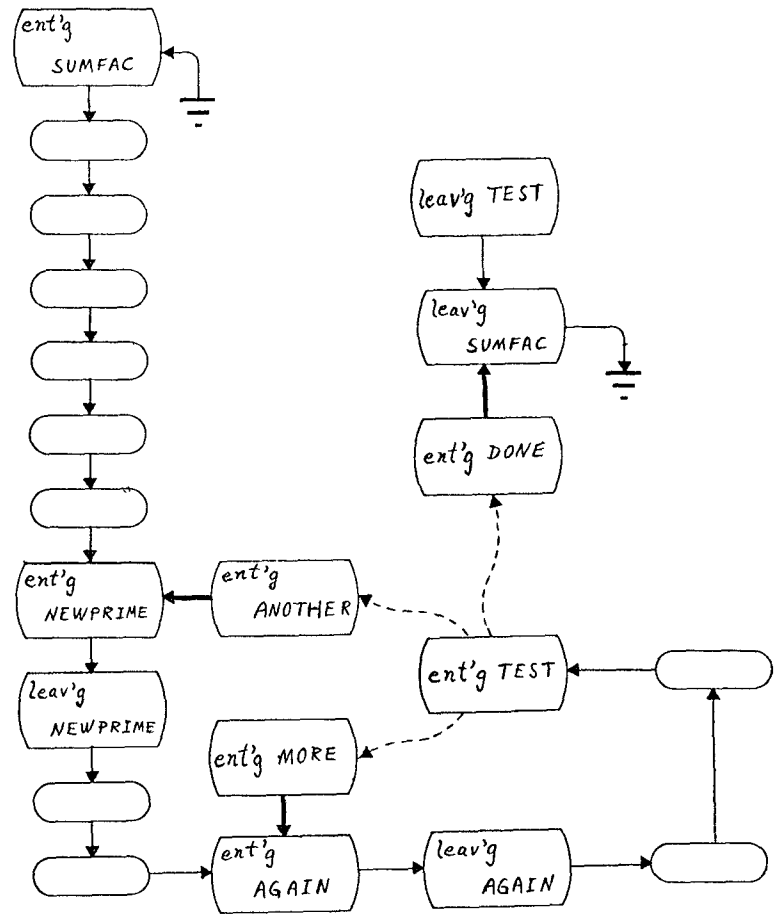 ent'g
SUMFAC
leav'g TEST
leav'g
SUMFAC
ent'g DONE
ent'g
NEWPRIME
ent'g
ANOTHER
ent'g TEST
leav'g
NEWPRIME
ent'g MORE
ent'g
AGAIN
leav'g
AGAIN